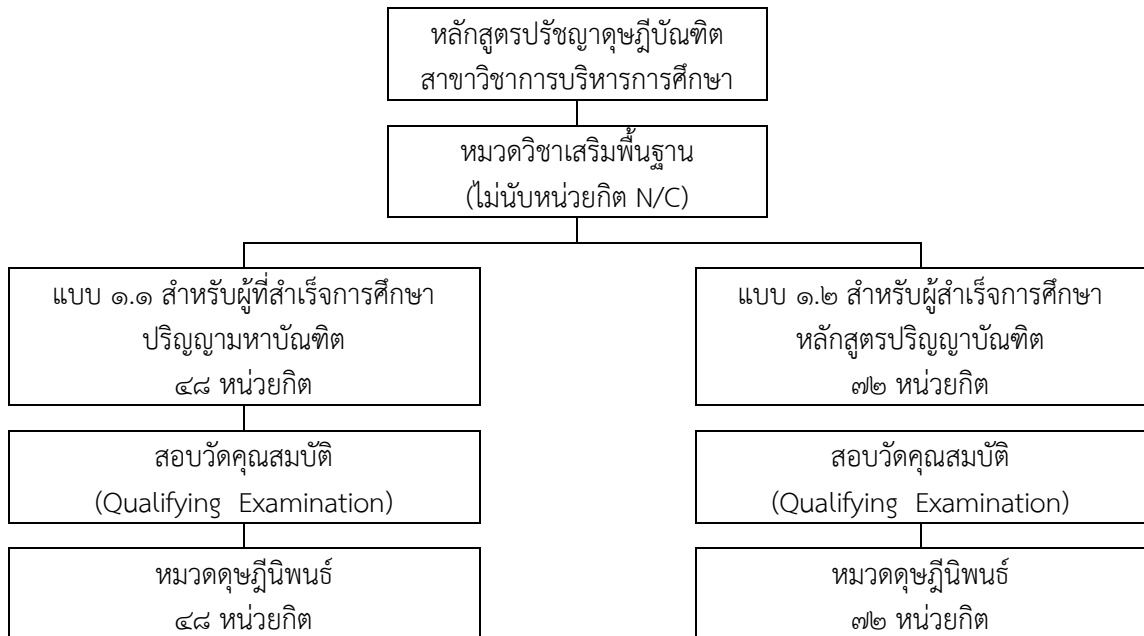 หลักสูตรปรัชญาดุษฎีบัณฑิต
สาขาวิชาการบริหารการศึกษา
หมวดวิชาเสริมพื้นฐาน
(ไม่นับหน่วยกิต N/C)
แบบ ๑.๑ สำหรับผู้ที่สำเร็จการศึกษา
ปริญญามหาบัณฑิต
๔๘ หน่วยกิต
แบบ ๑.๒ สำหรับผู้สำเร็จการศึกษา
หลักสูตรปริญญาบัณฑิต
๗๒ หน่วยกิต
สอบวัดคุณสมบัติ
(Qualifying Examination)
สอบวัดคุณสมบัติ
(Qualifying Examination)
หมวดดุษฎีนิพนธ์
๔๘ หน่วยกิต
หมวดดุษฎีนิพนธ์
๗๒ หน่วยกิต